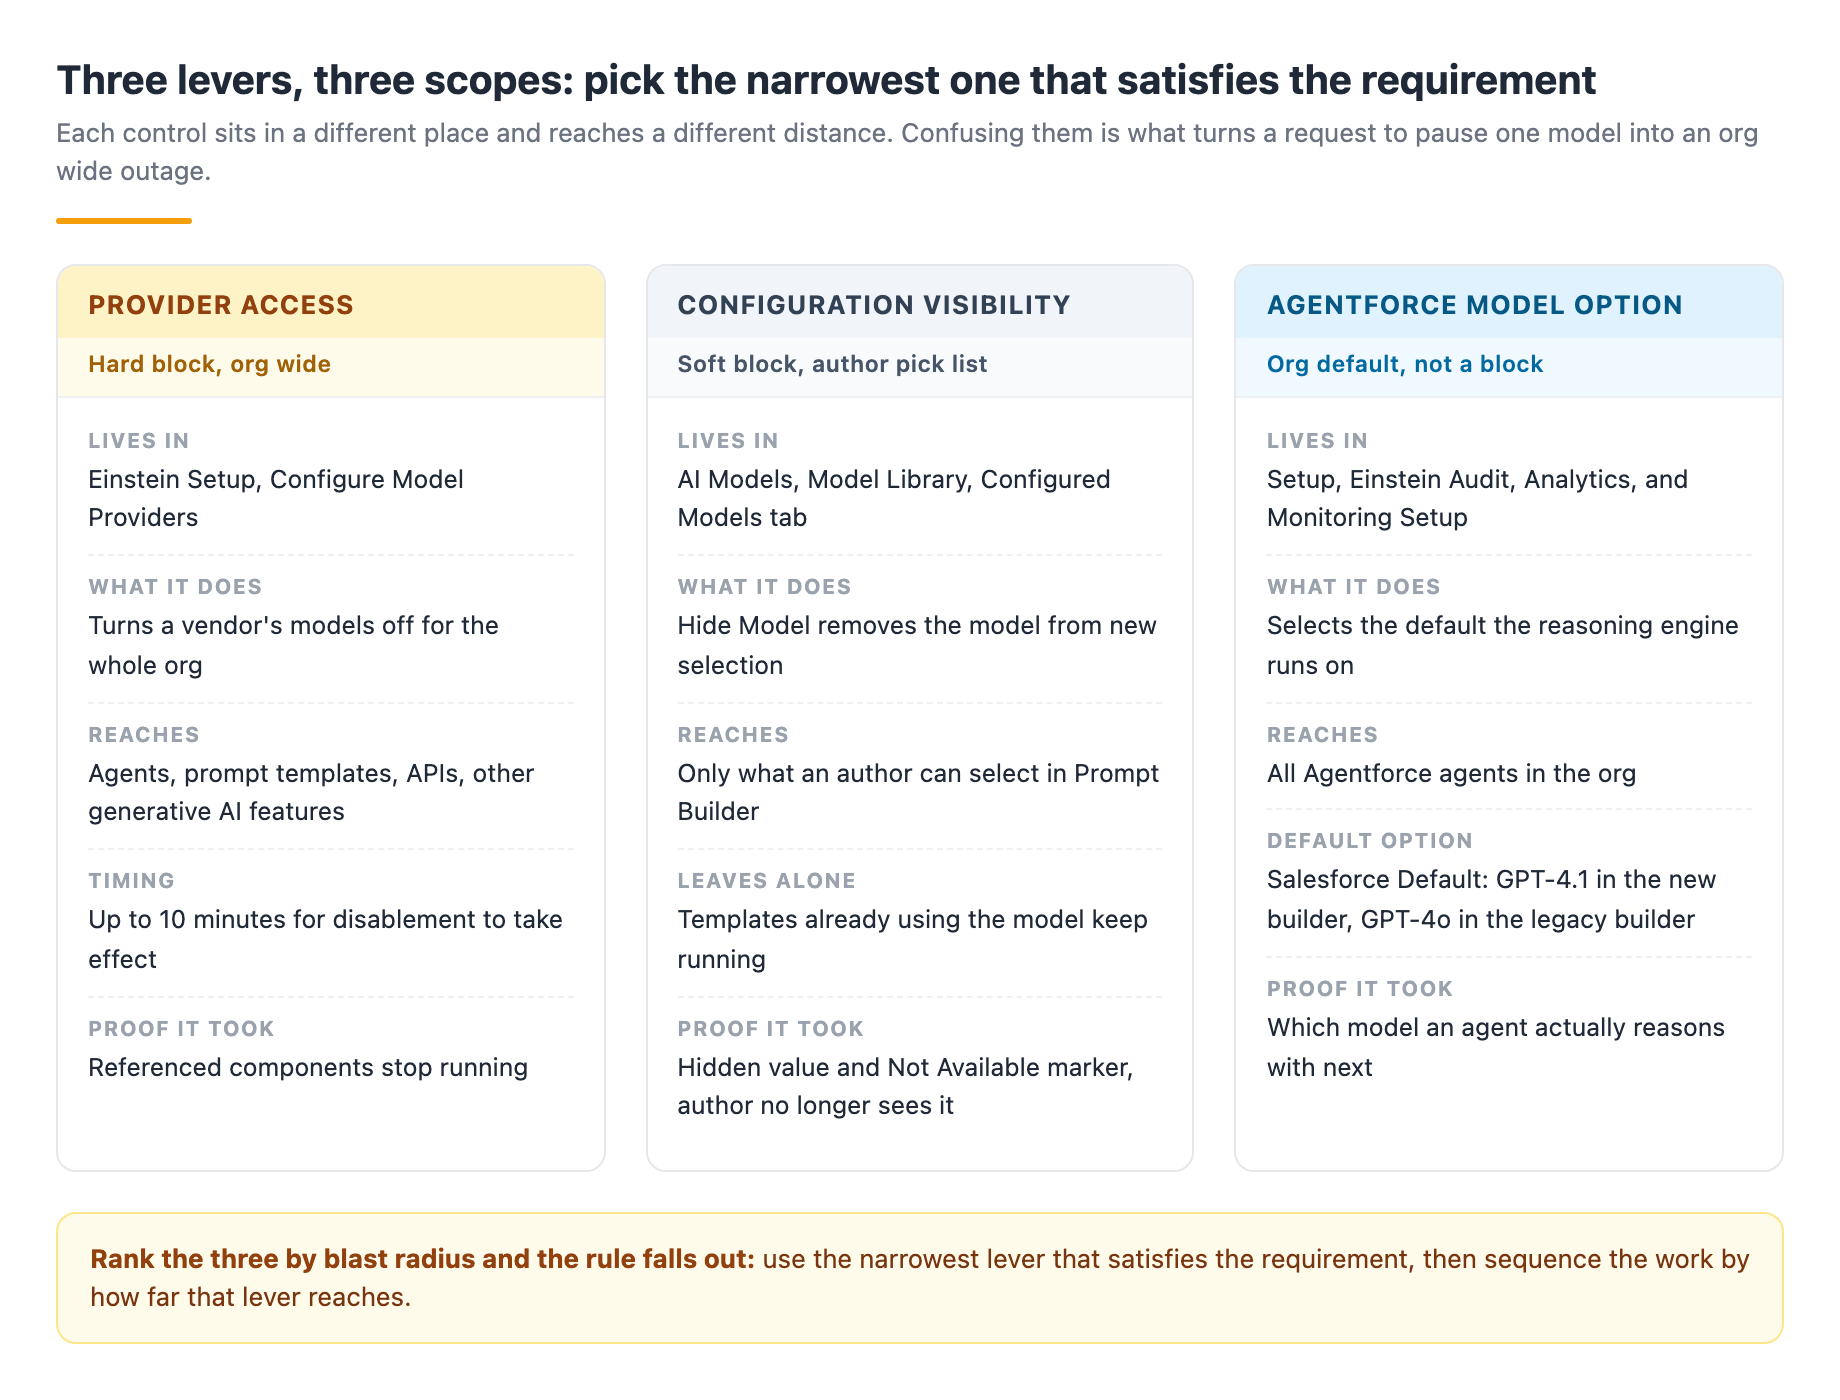 Three levers, three scopes: pick the narrowest one that satisfies the requirement
Each control sits in a different place and reaches a different distance. Confusing them is what turns a request to pause one model into an org
wide outage.
PROVIDER ACCESS
Hard block, org wide
LIVES IN
Einstein Setup, Configure Model
Providers
WHAT IT DOES
Turns a vendor's models off for the
whole org
REACHES
Agents, prompt templates, APIs, other
generative AI features
TIMING
Up to 10 minutes for disablement to take
effect
PROOF IT TOOK
Referenced components stop running
CONFIGURATION VISIBILITY
Soft block, author pick list
LIVES IN
AI Models, Model Library, Configured
Models tab
WHAT IT DOES
Hide Model removes the model from new
selection
REACHES
Only what an author can select in Prompt
Builder
LEAVES ALONE
Templates already using the model keep
running
PROOF IT TOOK
Hidden value and Not Available marker,
author no longer sees it
AGENTFORCE MODEL OPTION
Org default, not a block
LIVES IN
Setup, Einstein Audit, Analytics, and
Monitoring Setup
WHAT IT DOES
Selects the default the reasoning engine
runs on
REACHES
All Agentforce agents in the org
DEFAULT OPTION
Salesforce Default: GPT-4.1 in the new
builder, GPT-4o in the legacy builder
PROOF IT TOOK
Which model an agent actually reasons
with next
Rank the three by blast radius and the rule falls out: use the narrowest lever that satisfies the requirement, then sequence the work by
how far that lever reaches.